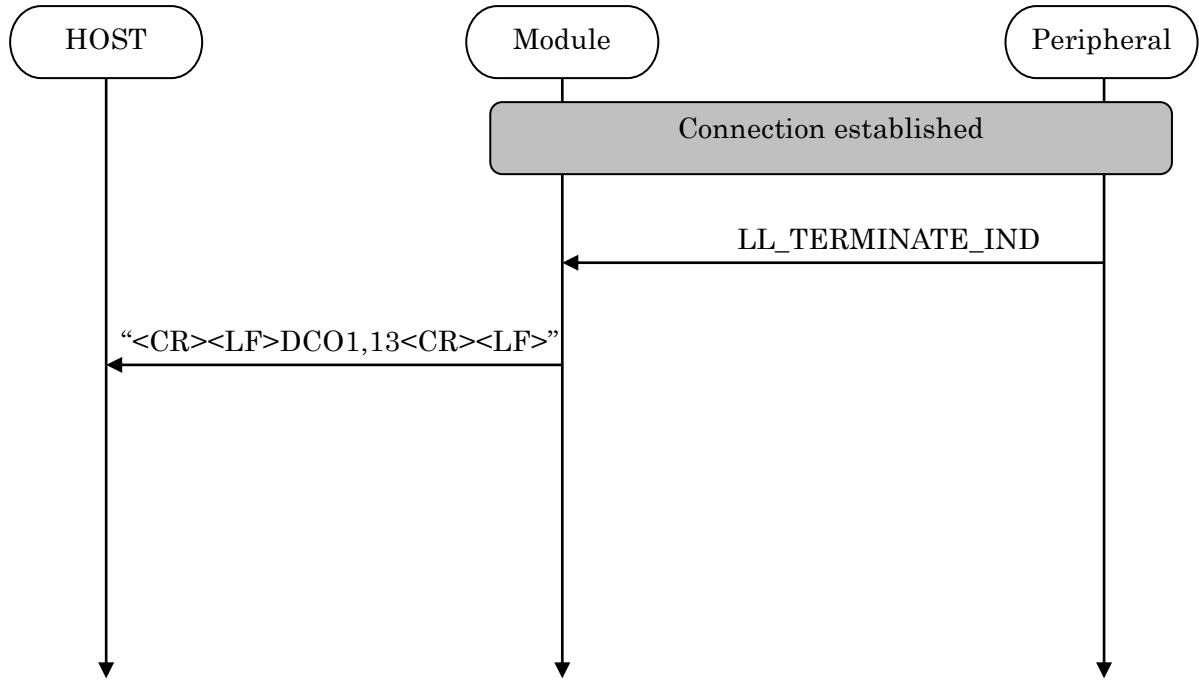 HOST
Module
Peripheral
Connection established
LL_TERMINATE_IND
“<CR><LF>DCO1,13<CR><LF>”